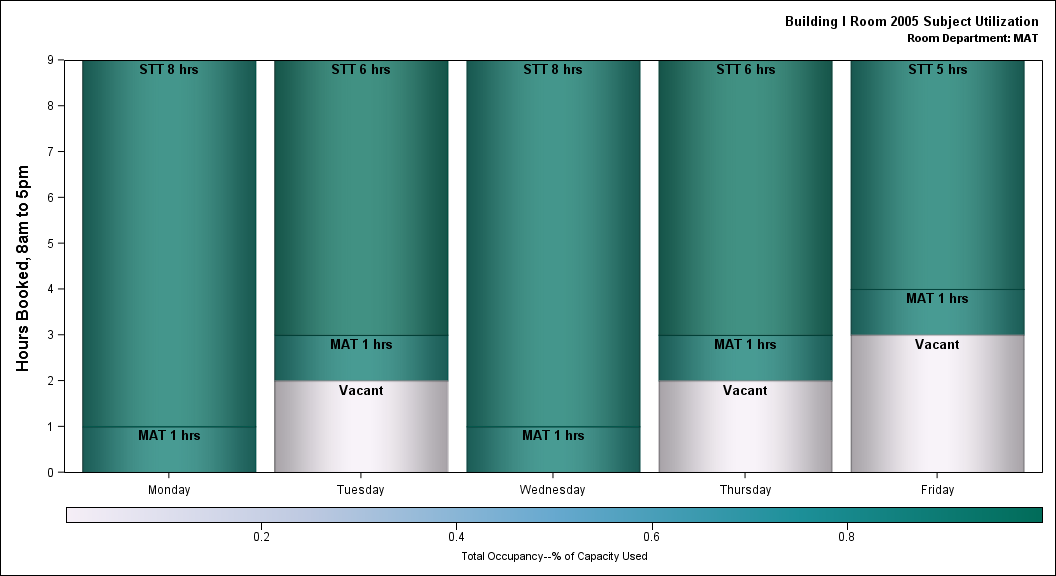 Building I Room 2005 Subject Utilization
Room Department: MAT
Hours Booked, 8am to 5pm
9
8
7
6
5
4
3
2
1
0
STT 8 hrs
MAT 1 hrs
STT 6 hrs
MAT 1 hrs
Vacant
STT 8 hrs
MAT 1 hrs
STT 6 hrs
MAT 1 hrs
Vacant
STT 5 hrs
MAT 1 hrs
Vacant
Monday Tuesday Wednesday Thursday Friday
0.2 0.4 0.6 0.8
Total Occupancy--% of Capacity Used